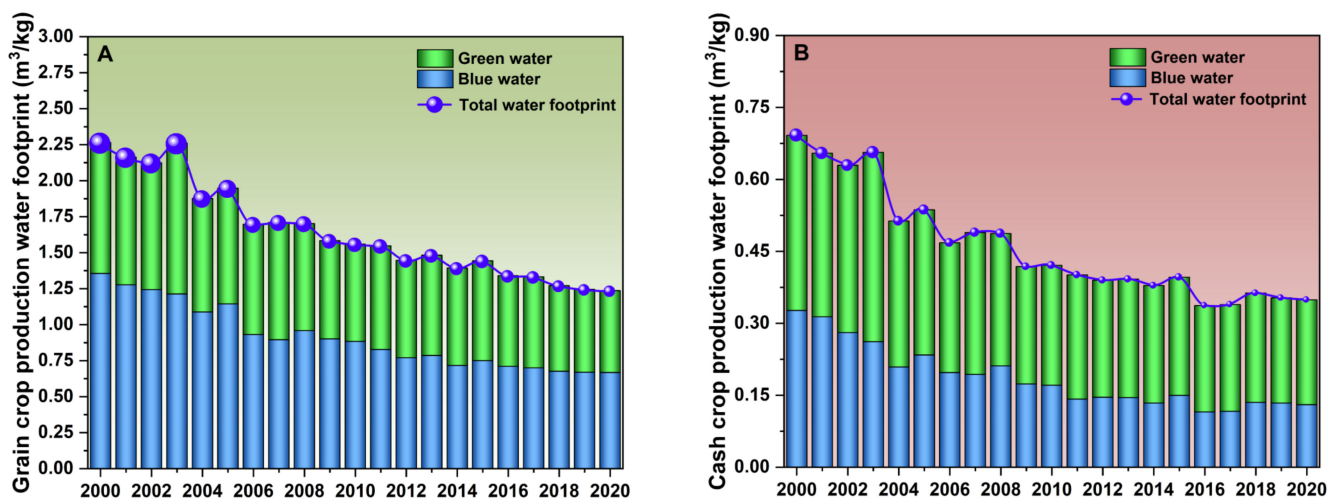 Grain crop production water footprint (m³/kg)
3.00
2.75
2.50
2.25
2.00
1.75
1.50
1.25
1.00
0.75
0.50
0.25
0.00
A
Green water
Blue water
Total water footprint
2000 2002 2004 2006 2008 2010 2012 2014 2016 2018 2020
Cash crop production water footprint (m³/kg)
0.90
0.75
0.60
0.45
0.30
0.15
0.00
B
Green water
Blue water
Total water footprint
2000 2002 2004 2006 2008 2010 2012 2014 2016 2018 2020